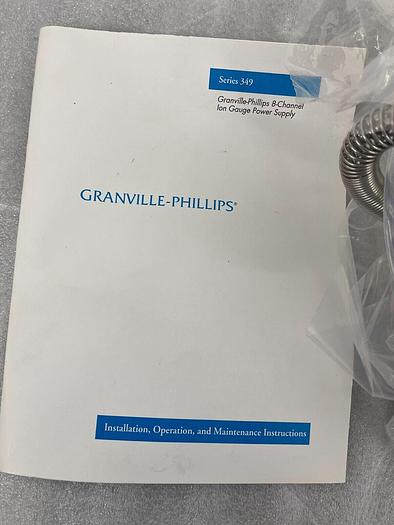 Series 349
Granville-Phillips 8-Channel
Ion Gauge Power Supply
GRANVILLE-PHILLIPS®
Installation, Operation, and Maintenance Instructions